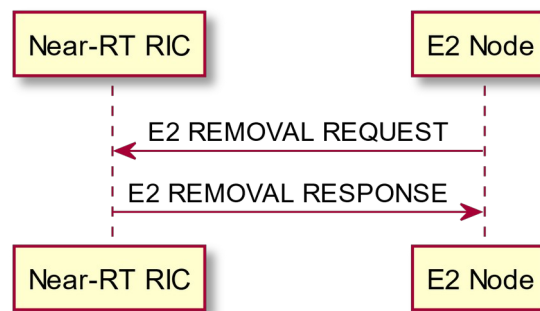 Near-RT RIC
E2 Node
E2 REMOVAL REQUEST
E2 REMOVAL RESPONSE
Near-RT RIC
E2 Node